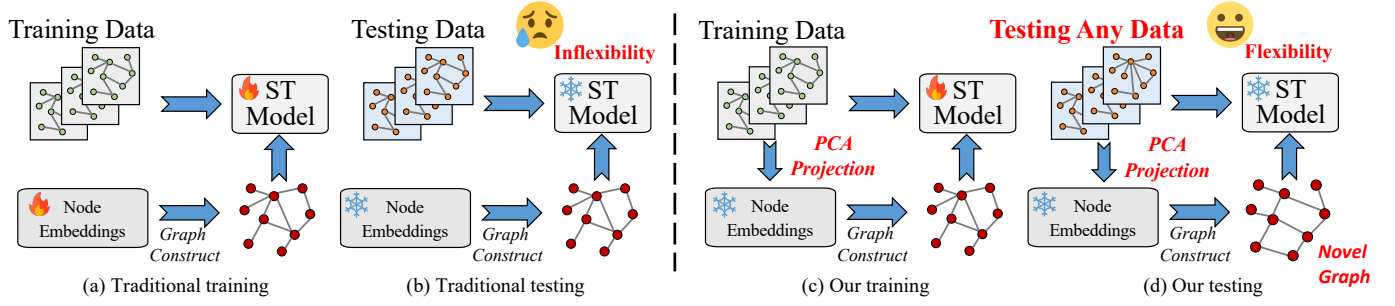 Training Data
ST
Model
Node
Embeddings
Graph
Construct
(a) Traditional training
Testing Data
Inflexibility
ST
Model
Node
Embeddings
Graph
Construct
(b) Traditional testing
Training Data
ST
Model
PCA
Projection
Node
Embeddings
Graph
Construct
(c) Our training
Testing Any Data
Flexibility
ST
Model
PCA
Projection
Node
Embeddings
Graph
Construct
Novel
Graph
(d) Our testing